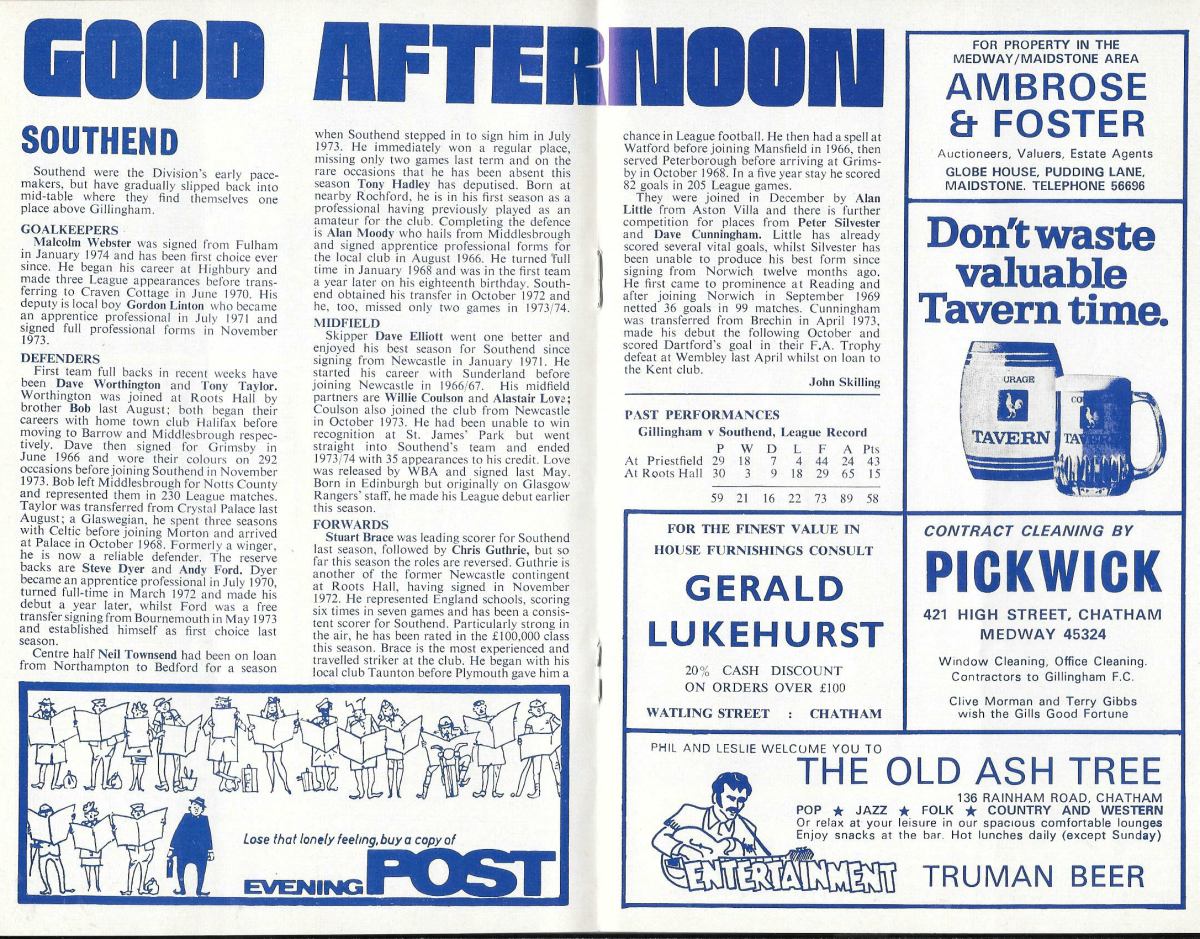 GOOD AFTERNOON
SOUTHEND
Southend were the Division's early pace-
makers, but have gradually slipped back into
mid-table where they find themselves one
place above Gillingham.
GOALKEEPERS
Malcolm Webster was signed from Fulham
in January 1974 and has been first choice ever
since. He began his career at Highbury and
made three League appearances before trans-
ferring to Craven Cottage in June 1970. His
deputy is local boy Gordon Linton who became
an apprentice professional in July 1971 and
signed full professional forms in November
1973.
DEFENDERS
First team full backs in recent weeks have
been Dave Worthington and Tony Taylor.
Worthington was joined at Roots Hall by
brother Bob last August; both began their
careers with home town club Halifax before
moving to Barrow and Middlesbrough respec-
tively. Dave then signed for Grimsby in
June 1966 and wore their colours on 292
occasions before joining Southend in November
1973. Bob left Middlesbrough for Notts County
and represented them in 230 League matches.
Taylor was transferred from Crystal Palace last
August; a Glaswegian, he spent three seasons
with Celtic before joining Morton and arrived
at Palace in October 1968. Formerly a winger,
he is now a reliable defender. The reserve
backs are Steve Dyer and Andy Ford. Dyer
became an apprentice professional in July 1970,
turned full-time in March 1972 and made his
debut a year later, whilst Ford was a free
transfer signing from Bournemouth in May 1973
and established himself as first choice last
season.
Centre half Neil Townsend had been on loan
from Northampton to Bedford for a season
when Southend stepped in to sign him in July
1973. He immediately won a regular place,
missing only two games last term and on the
rare occasions that he has been absent this
season Tony Hadley has deputised. Born at
nearby Rochford, he is in his first season as a
professional having previously played as an
amateur for the club. Completing the defence
is Alan Moody who hails from Middlesbrough
and signed apprentice professional forms for
the local club in August 1966. He turned full
time in January 1968 and was in the first team
a year later on his eighteenth birthday. South-
end obtained his transfer in October 1972 and
he, too, missed only two games in 1973/74.
MIDFIELD
Skipper Dave Elliott went one better and
enjoyed his best season for Southend since
signing from Newcastle in January 1971. He
started his career with Sunderland before
joining Newcastle in 1966/67. His midfield
partners are Willie Coulson and Alastair Love;
Coulson also joined the club from Newcastle
in October 1973. He had been unable to win
recognition at St. James' Park but went
straight into Southend's team and ended
1973/74 with 35 appearances to his credit. Love
was released by WBA and signed last May.
Born in Edinburgh but originally on Glasgow
Rangers' staff, he made his League debut earlier
this season.
FORWARDS
Stuart Brace was leading scorer for Southend
last season, followed by Chris Guthrie, but so
far this season the roles are reversed. Guthrie is
another of the former Newcastle contingent
at Roots Hall, having signed in November
1972. He represented England schools, scoring
six times in seven games and has been a consis-
tent scorer for Southend. Particularly strong in
the air, he has been rated in the £100,000 class
this season. Brace is the most experienced and
travelled striker at the club. He began with his
local club Taunton before Plymouth gave him a
chance in League football. He then had a spell at
Watford before joining Mansfield in 1966, then
served Peterborough before arriving at Grims-
by in October 1968. In a five year stay he scored
82 goals in 205 League games.
They were joined in December by Alan
Little from Aston Villa and there is further
competition for places from Peter Silvester
and Dave Cunningham. Little has already
scored several vital goals, whilst Silvester has
been unable to produce his best form since
signing from Norwich twelve months ago.
He first came to prominence at Reading and
after joining Norwich in September 1969
netted 36 goals in 99 matches. Cunningham
was transferred from Brechin in April 1973,
made his debut the following October and
scored Dartford's goal in their F.A. Trophy
defeat at Wembley last April whilst on loan to
the Kent club.
John Skilling
PAST PERFORMANCES
Gillingham v Southend, League Record
P W D L F A Pts
At Priestfield 29 18 7 4 44 24 43
At Roots Hall 30 3 9 18 29 65 15
59 21 16 22 73 89 58
Lose that lonely feeling, buy a copy of
EVENING POST
FOR THE FINEST VALUE IN
HOUSE FURNISHINGS CONSULT
GERALD
LUKEHURST
20% CASH DISCOUNT
ON ORDERS OVER £100
WATLING STREET : CHATHAM
FOR PROPERTY IN THE
MEDWAY/MAIDSTONE AREA
AMBROSE
& FOSTER
Auctioneers, Valuers, Estate Agents
GLOBE HOUSE, PUDDING LANE,
MAIDSTONE. TELEPHONE 56696
Don't waste
valuable
Tavern time.
URAGE
TAVERN
CO
TAVER
CONTRACT CLEANING BY
PICKWICK
421 HIGH STREET, CHATHAM
MEDWAY 45324
Window Cleaning, Office Cleaning.
Contractors to Gillingham F.C.
Clive Morman and Terry Gibbs
wish the Gills Good Fortune
PHIL AND LESLIE WELCOME YOU TO
THE OLD ASH TREE
136 RAINHAM ROAD, CHATHAM
POP ★ JAZZ ★ FOLK ★ COUNTRY AND WESTERN
Or relax at your leisure in our spacious comfortable lounges
Enjoy snacks at the bar. Hot lunches daily (except Sunday)
ENTERTAINMENT
TRUMAN BEER